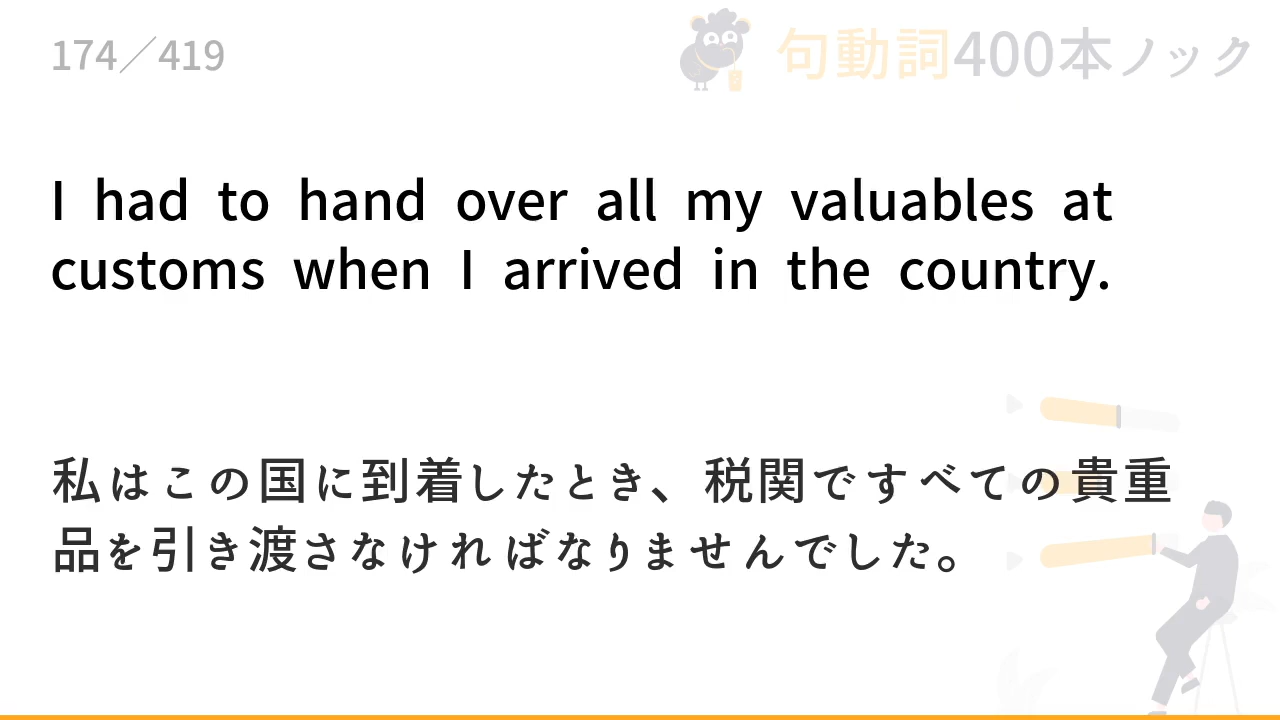 174／419
句動詞400本ノック
I had to hand over all my valuables at
customs when I arrived in the country.
私はこの国に到着したとき、税関ですべての貴重
品を引き渡さなければなりませんでした。